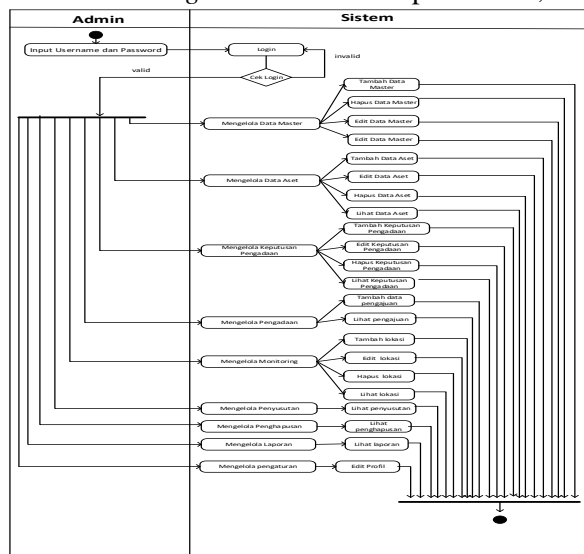 Admin
Sistem
Input Username dan Password
Login
invalid
valid
Cek Login
Tambah Data
Master
Hapus Data Master
Mengelola Data Master
Edit Data Master
Edit Data Master
Tambah Data Aset
Mengelola Data Aset
Edit Data Aset
Hapus Data Aset
Lihat Data Aset
Tambah Keputusan
Pengadaan
Mengelola Keputusan
Pengadaan
Edit Keputusan
Pengadaan
Hapus Keputusan
Pengadaan
Lihat Keputusan
Pengadaan
Tambah data
pengajuan
Mengelola Pengadaan
Lihat pengajuan
Tambah lokasi
Mengelola Monitoring
Edit lokasi
Hapus lokasi
Lihat lokasi
Mengelola Penyusutan
Lihat penyusutan
Mengelola Penghapusan
Lihat
penghapusan
Mengelola Laporan
Lihat laporan
Mengelola pengaturan
Edit Profil